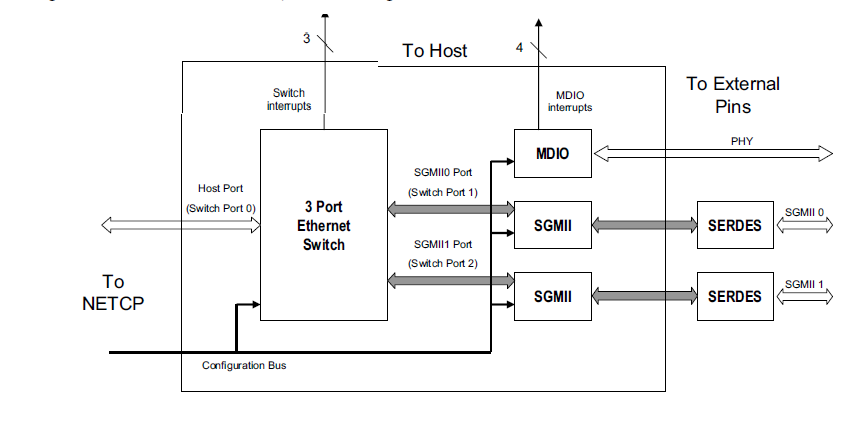 3
To Host
4
To External
Pins
Switch
interrupts
MDIO
interrupts
PHY
MDIO
SGMII0 Port
(Switch Port 1)
Host Port
(Switch Port 0)
3 Port
Ethernet
Switch
SGMII
SERDES
SGMII 0
SGMII1 Port
(Switch Port 2)
To
NETCP
SGMII
SERDES
SGMII 1
Configuration Bus